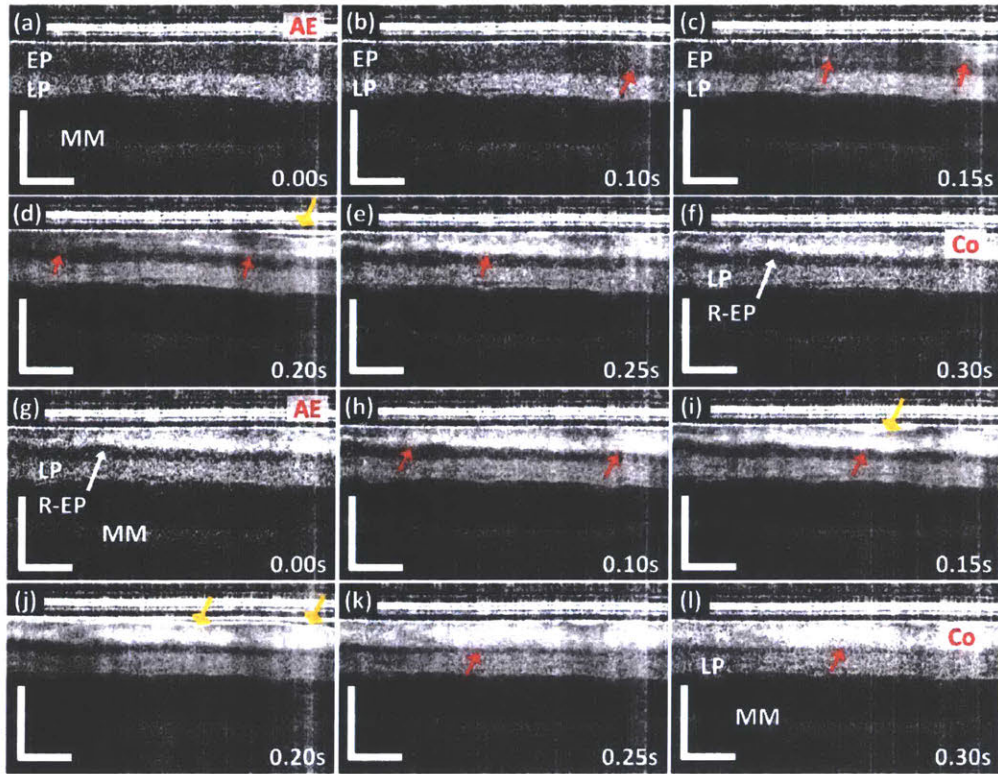 (a) AE
EP
LP
MM
0.00s
(b)
EP
LP
0.10s
(c)
EP
LP
0.15s
(d)
0.20s
(e)
0.25s
(f)
Co
LP
R-EP
0.30s
(g) AE
LP
R-EP
MM
0.00s
(h)
0.10s
(i)
0.15s
(j)
0.20s
(k)
0.25s
(l)
Co
LP
MM
0.30s